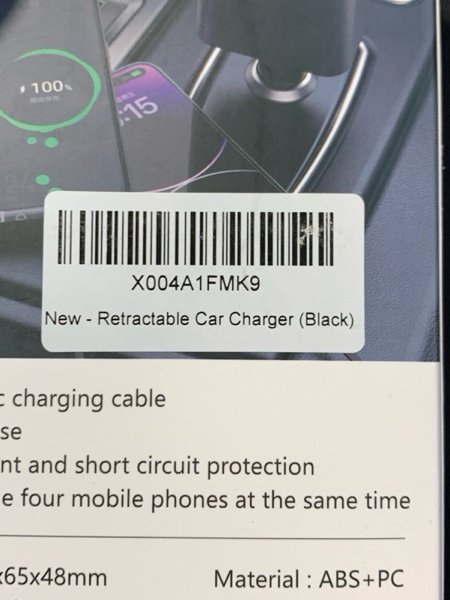 100%
:15
X004A1FMK9
New - Retractable Car Charger (Black)
c charging cable
se
nt and short circuit protection
e four mobile phones at the same time
x65x48mm
Material : ABS+PC